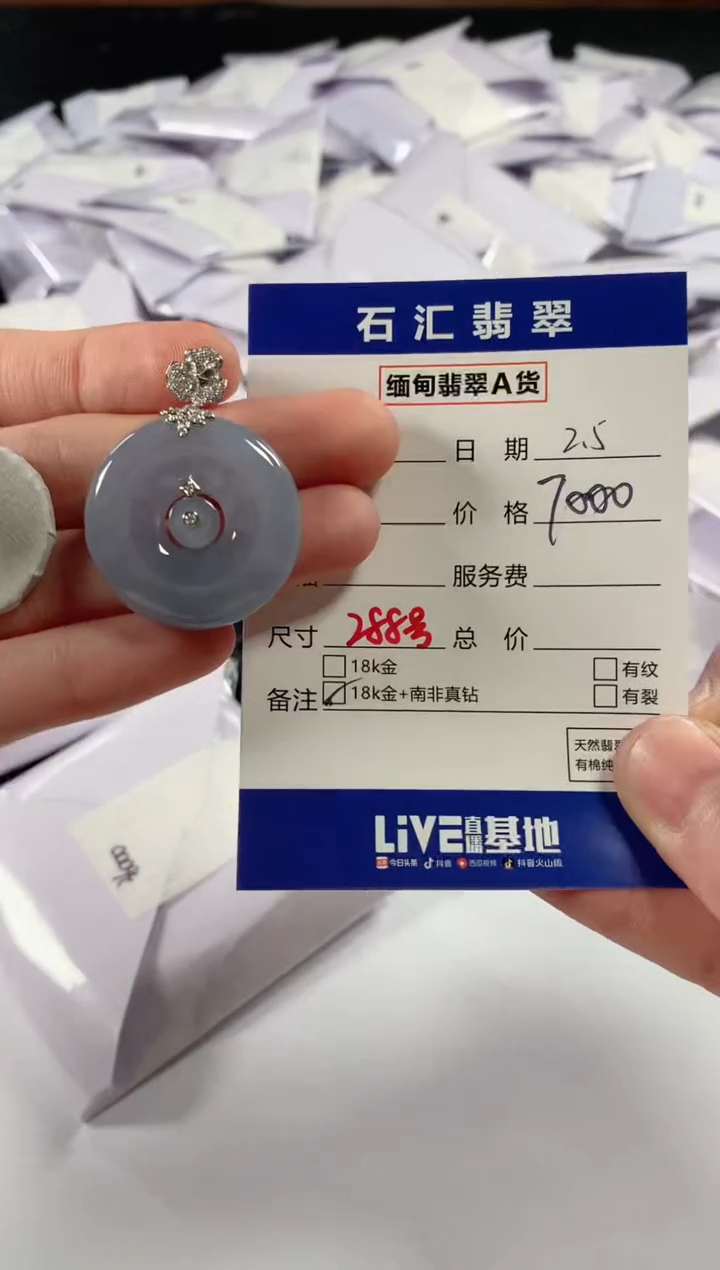 石汇翡翠
缅甸翡翠A货
日期 2.5
价格 7000
服务费
尺寸 288号 总价
18k金 有纹
备注 18k金+南非真钻 有裂
天然翡
有棉纯
LiVE直播基地
今日头条 抖音 西瓜视频 抖音火山版